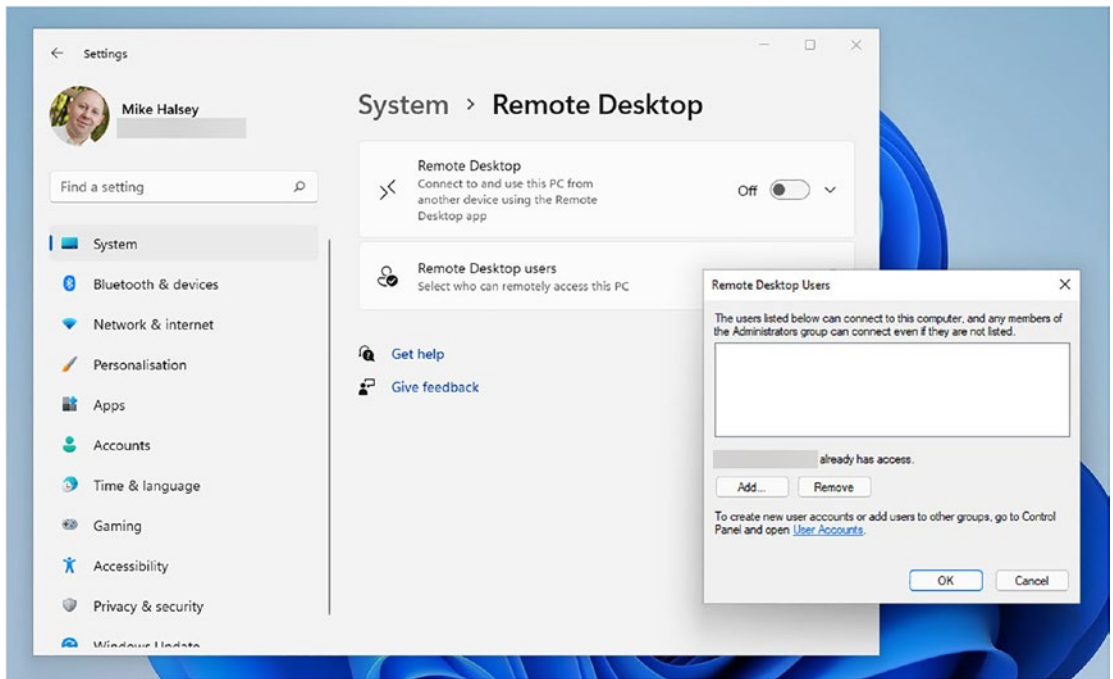 Settings
Mike Halsey
Find a setting
System
Bluetooth & devices
Network & internet
Personalisation
Apps
Accounts
Time & language
Gaming
Accessibility
Privacy & security
Windows Update
System > Remote Desktop
Remote Desktop
Connect to and use this PC from
another device using the Remote
Desktop app
Off
Remote Desktop users
Select who can remotely access this PC
Get help
Give feedback
Remote Desktop Users
The users listed below can connect to this computer, and any members of
the Administrators group can connect even if they are not listed.
already has access.
Add...
Remove
To create new user accounts or add users to other groups, go to Control
Panel and open User Accounts.
OK
Cancel